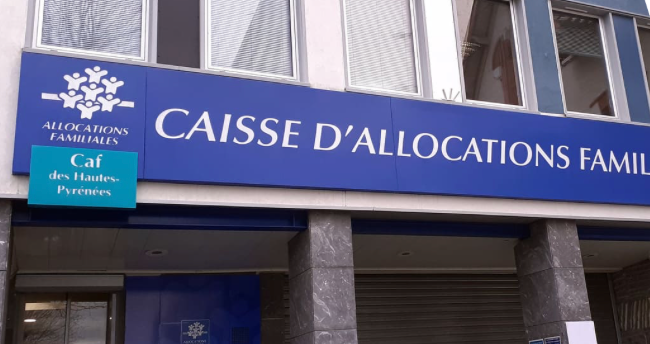 ALLOCATIONS
FAMILIALES
Caf
des Hautes-
Pyrénées
CAISSE D'ALLOCATIONS FAMIL